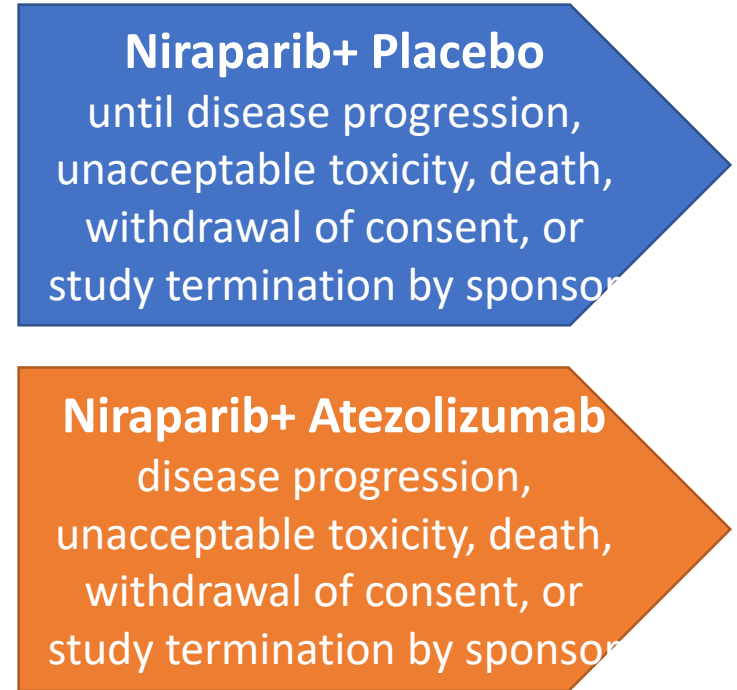 Niraparib+ Placebo
until disease progression,
unacceptable toxicity, death,
withdrawal of consent, or
study termination by sponsor
Niraparib+ Atezolizumab
disease progression,
unacceptable toxicity, death,
withdrawal of consent, or
study termination by sponsor